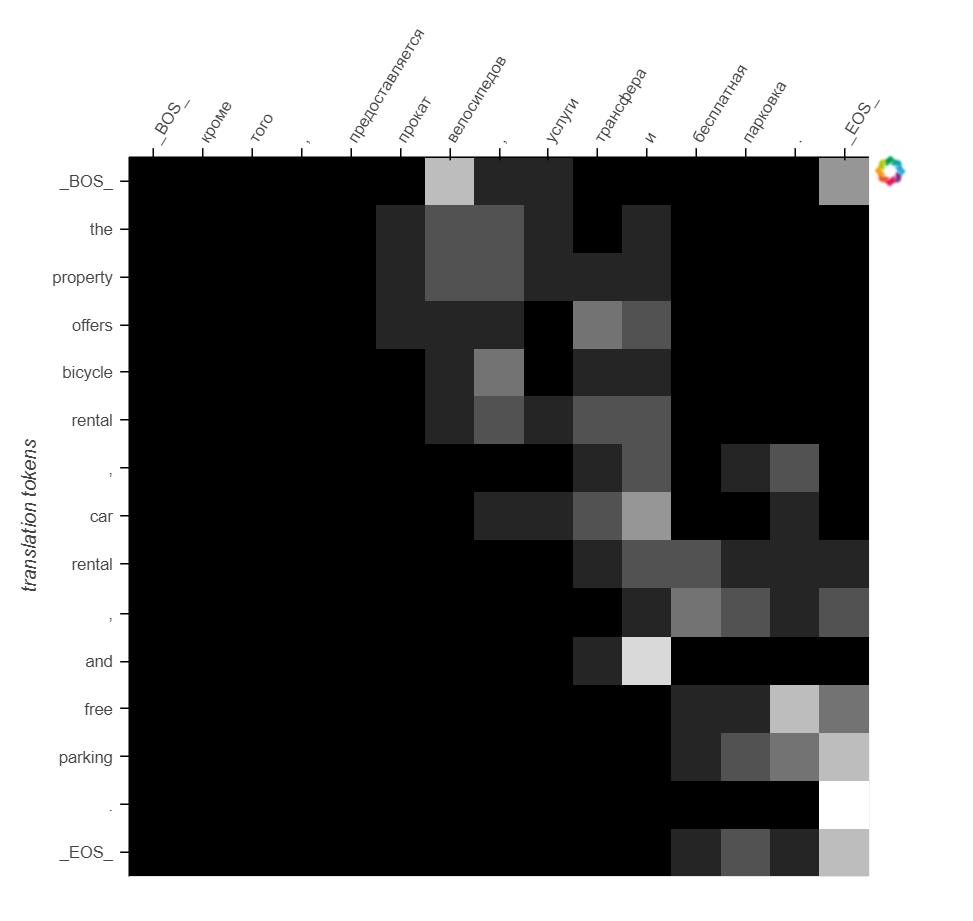 _BOS_ кроме того , предоставляется прокат велосипедов , услуги трансфера и бесплатная парковка . _EOS_
translation tokens
_BOS_
the
property
offers
bicycle
rental
,
car
rental
,
and
free
parking
.
_EOS_